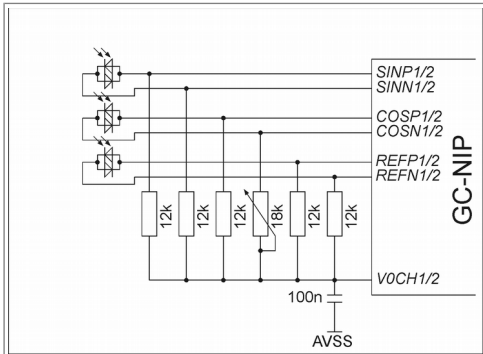 SINP1/2
SINN1/2
COSP1/2
COSN1/2
REFP1/2
REFN1/2
GC-NIP
12k
12k
12k
18k
12k
12k
V0CH1/2
100n
AVSS